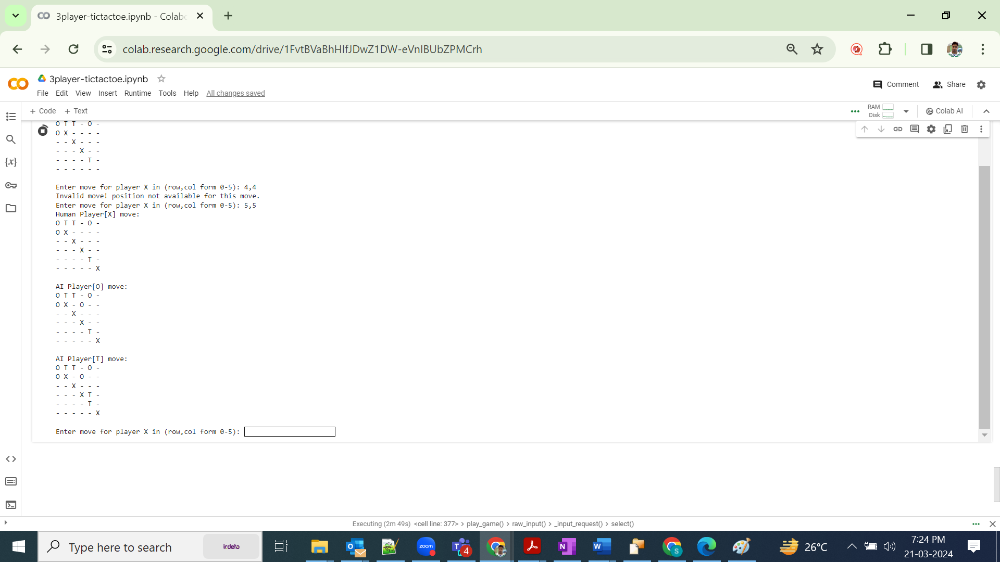 3player-tictactoe.ipynb - Colab
colab.research.google.com/drive/1FvtBVaBhHIfJDwZ1DW-eVnIBUbZPMCrh
3player-tictactoe.ipynb
Comment
Share
File Edit View Insert Runtime Tools Help All changes saved
+ Code + Text
RAM
Disk
Colab AI
O T T - O -
O X - - - -
- - X - - -
- - - X - -
- - - - T -
- - - - - -
Enter move for player X in (row,col form 0-5): 4,4
Invalid move! position not available for this move.
Enter move for player X in (row,col form 0-5): 5,5
Human Player[X] move:
O T T - O -
O X - - - -
- - X - - -
- - - X - -
- - - - T -
- - - - - X
AI Player[O] move:
O T T - O -
O X - O - -
- - X - - -
- - - X - -
- - - - T -
- - - - - X
AI Player[T] move:
O T T - O -
O X - O - -
- - X - - -
- - - X T -
- - - - T -
- - - - - X
Enter move for player X in (row,col form 0-5):
{x}
Executing (2m 49s) <cell line: 377> > play_game() > raw_input() > _input_request() > select()
Type here to search
irdeto
zoom
4
S
26°C
7:24 PM
21-03-2024